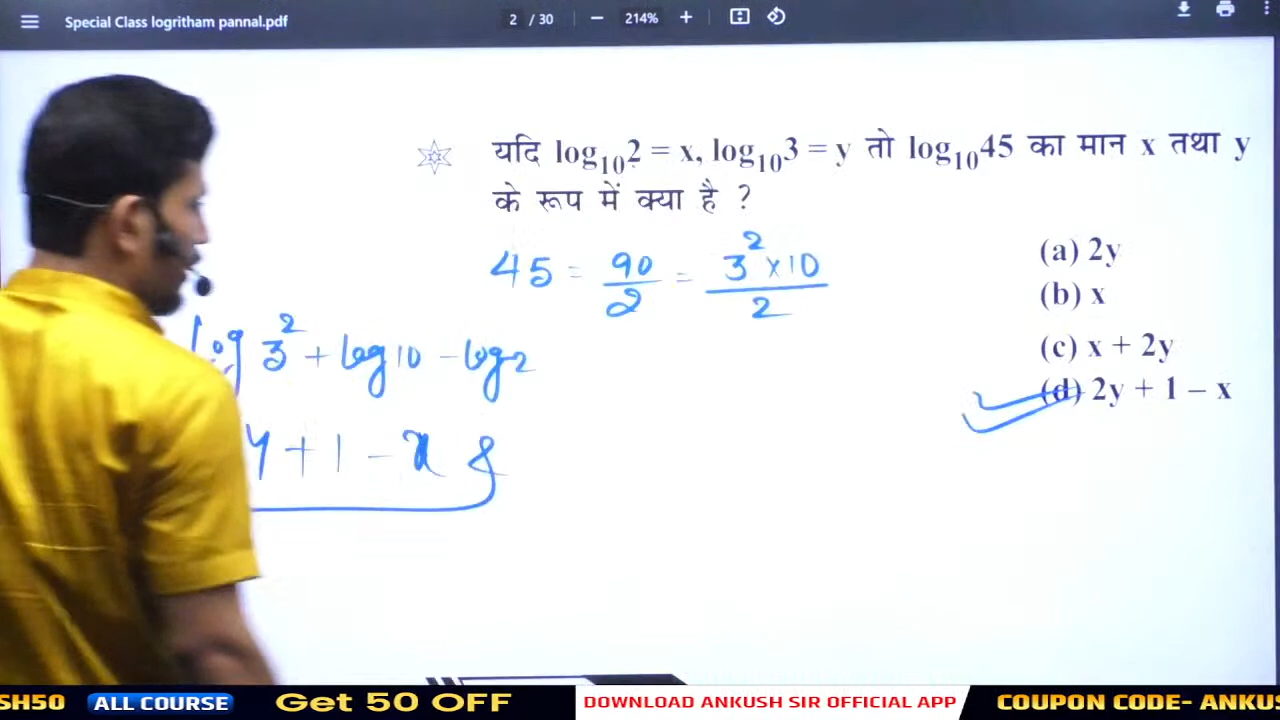 Special Class logritham pannal.pdf
2 / 30
214%
यदि log₁₀2 = x, log₁₀3 = y तो log₁₀45 का मान x तथा y
के रूप में क्या है ?
45 = 90/2 = 3² × 10/2
(a) 2y
(b) x
log 3² + log 10 - log 2
(c) x + 2y
(d) 2y + 1 – x
y + 1 - x
SH50 ALL COURSE Get 50 OFF DOWNLOAD ANKUSH SIR OFFICIAL APP COUPON CODE- ANKUS